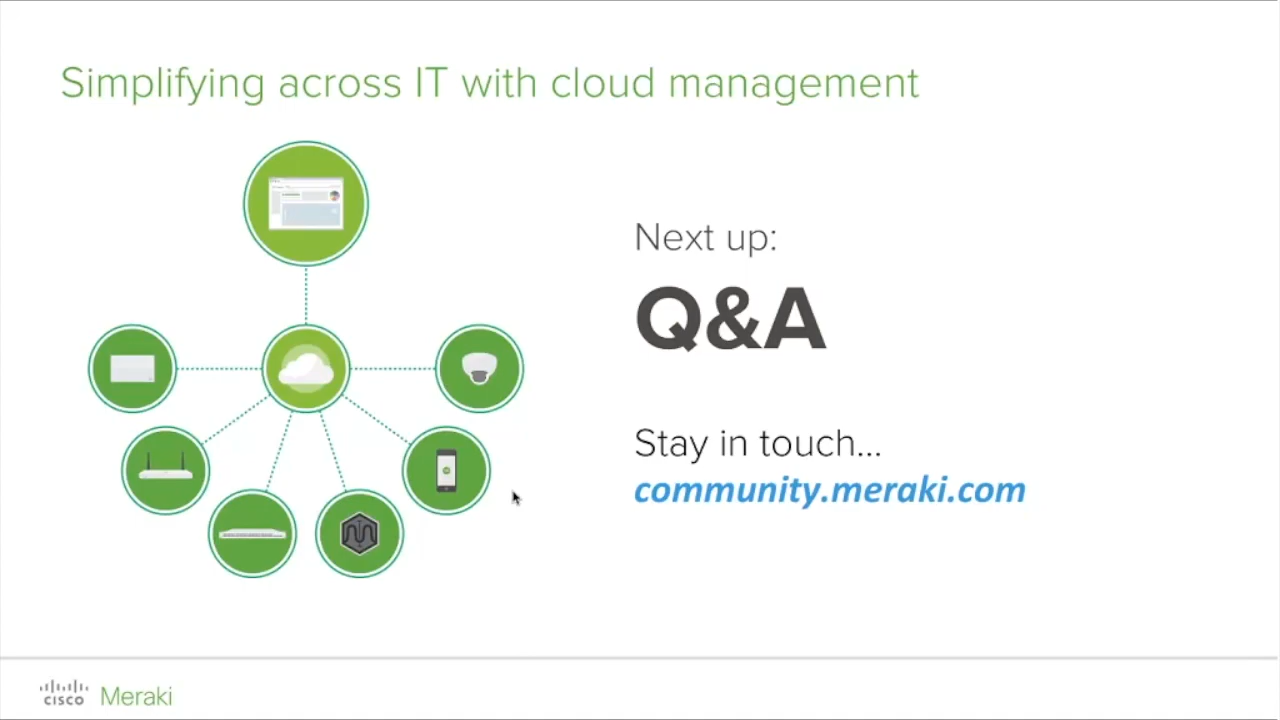 Simplifying across IT with cloud management
Next up:
Q&A
Stay in touch...
community.meraki.com
CISCO Meraki